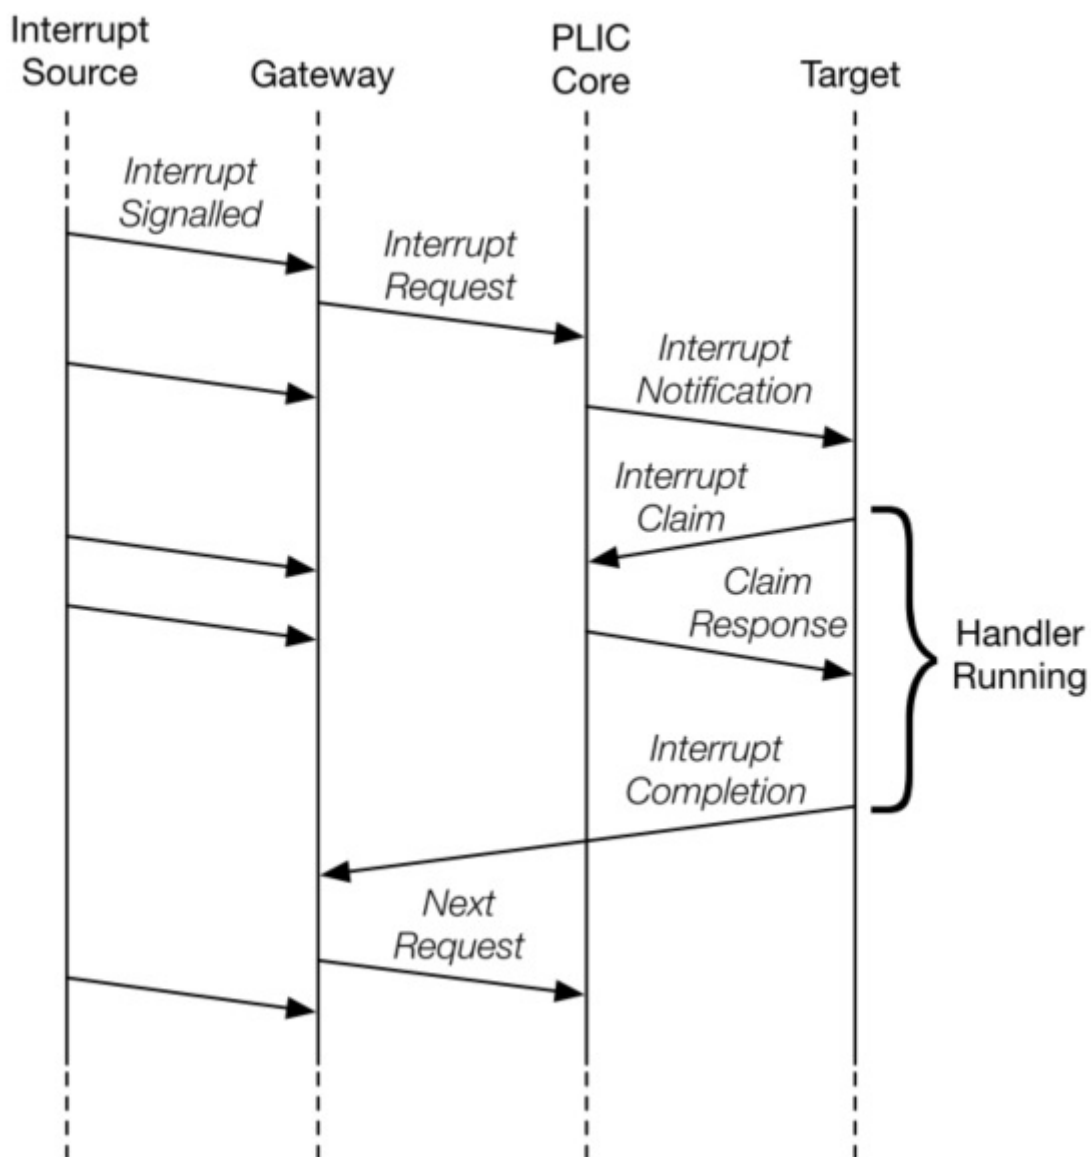 Interrupt
Source
Gateway
PLIC
Core
Target
Interrupt
Signalled
Interrupt
Request
Interrupt
Notification
Interrupt
Claim
Claim
Response
Handler
Running
Interrupt
Completion
Next
Request